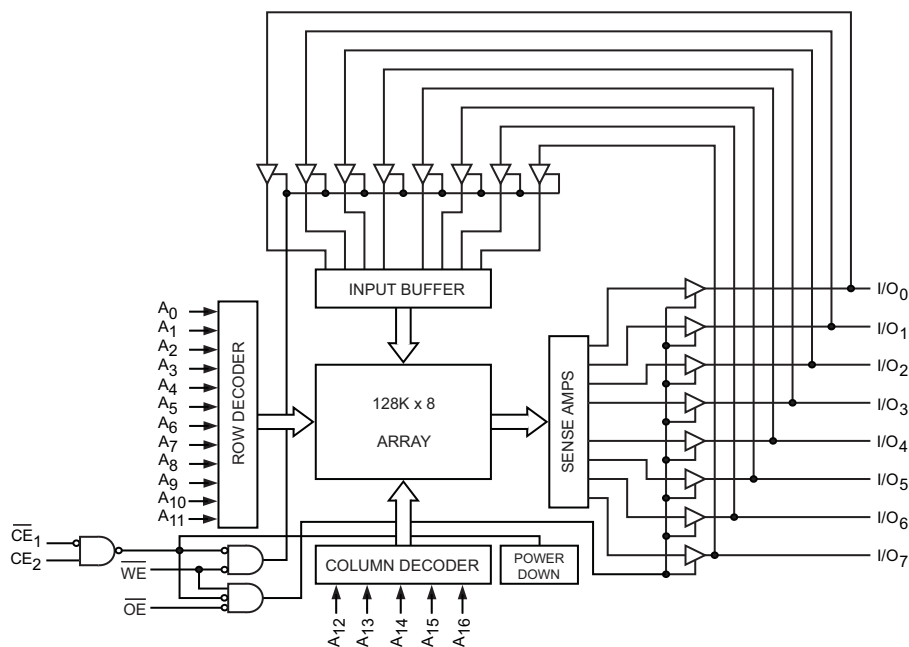 INPUT BUFFER
A0
A1
A2
A3
A4
A5
A6
A7
A8
A9
A10
A11
ROW DECODER
128K x 8
ARRAY
SENSE AMPS
I/O0
I/O1
I/O2
I/O3
I/O4
I/O5
I/O6
I/O7
CE1
CE2
WE
OE
COLUMN DECODER
POWER
DOWN
A12
A13
A14
A15
A16